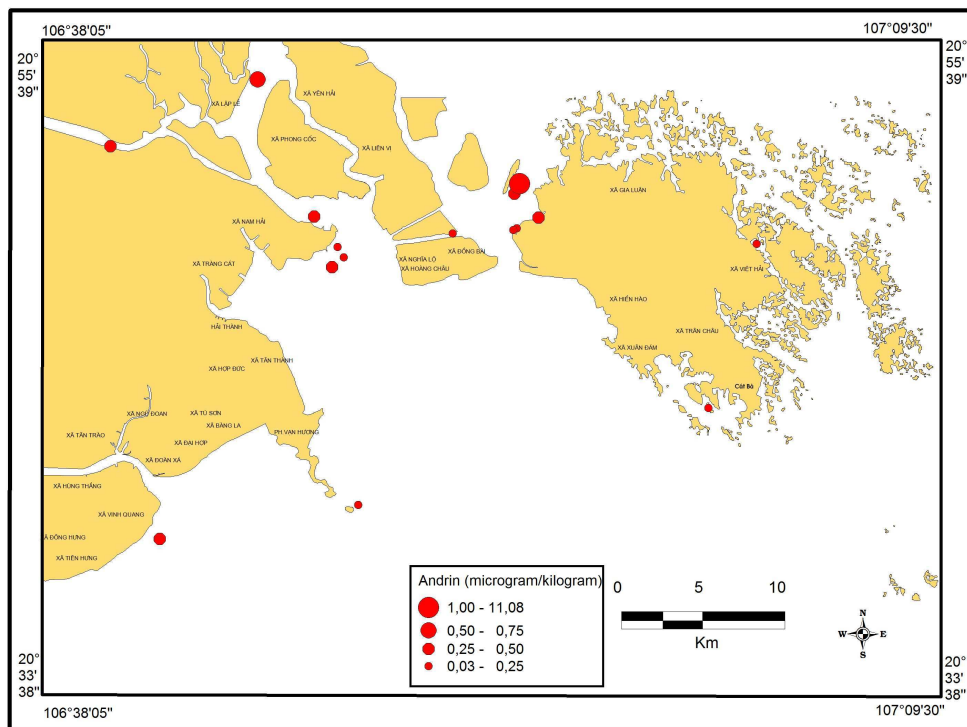 106°38'05"
107°09'30"
20°
55'
39"
20°
55'
39"
XÃ YÊN HẢI
XÃ LẬP LỄ
XÃ PHONG CỐC
XÃ LIÊN VỊ
XÃ GIA LUẬN
XÃ NAM HẢI
XÃ ĐỒNG BÀI
XÃ NGHĨA LỘ
XÃ HOÀNG CHÂU
XÃ TRÀNG CÁT
XÃ VIỆT HẢI
XÃ HIỀN HÀO
HẢI THÀNH
XÃ TRÂN CHÂU
XÃ XUÂN ĐÁM
XÃ TÂN THÀNH
XÃ HỢP ĐỨC
Cát Bà
XÃ NGŨ ĐOAN
XÃ TÚ SƠN
XÃ BÀNG LA
XÃ TÂN TRÀO
PH.VẠN HƯƠNG
XÃ ĐẠI HỢP
XÃ ĐOÀN XÁ
XÃ HÙNG THẮNG
XÃ VINH QUANG
XÃ ĐÔNG HƯNG
XÃ TIÊN HƯNG
Andrin (microgram/kilogram)
1,00 - 11,08
0,50 - 0,75
0,25 - 0,50
0,03 - 0,25
0 5 10
Km
N
W E
S
20°
33'
38"
20°
33'
38"
106°38'05"
107°09'30"